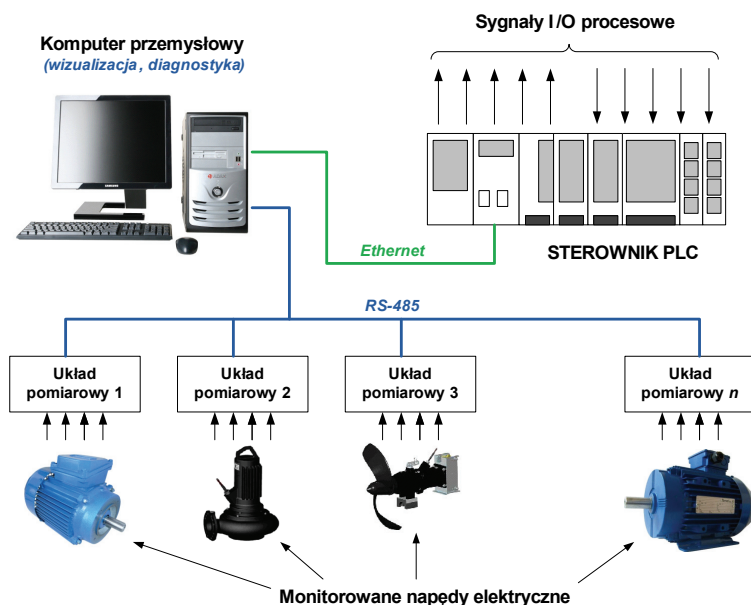 Komputer przemysłowy
(wizualizacja, diagnostyka)
Sygnały I/O procesowe
SAMSUNG
Ethernet
STEROWNIK PLC
RS-485
Układ
pomiarowy 1
Układ
pomiarowy 2
Układ
pomiarowy 3
Układ
pomiarowy n
Monitorowane napędy elektryczne